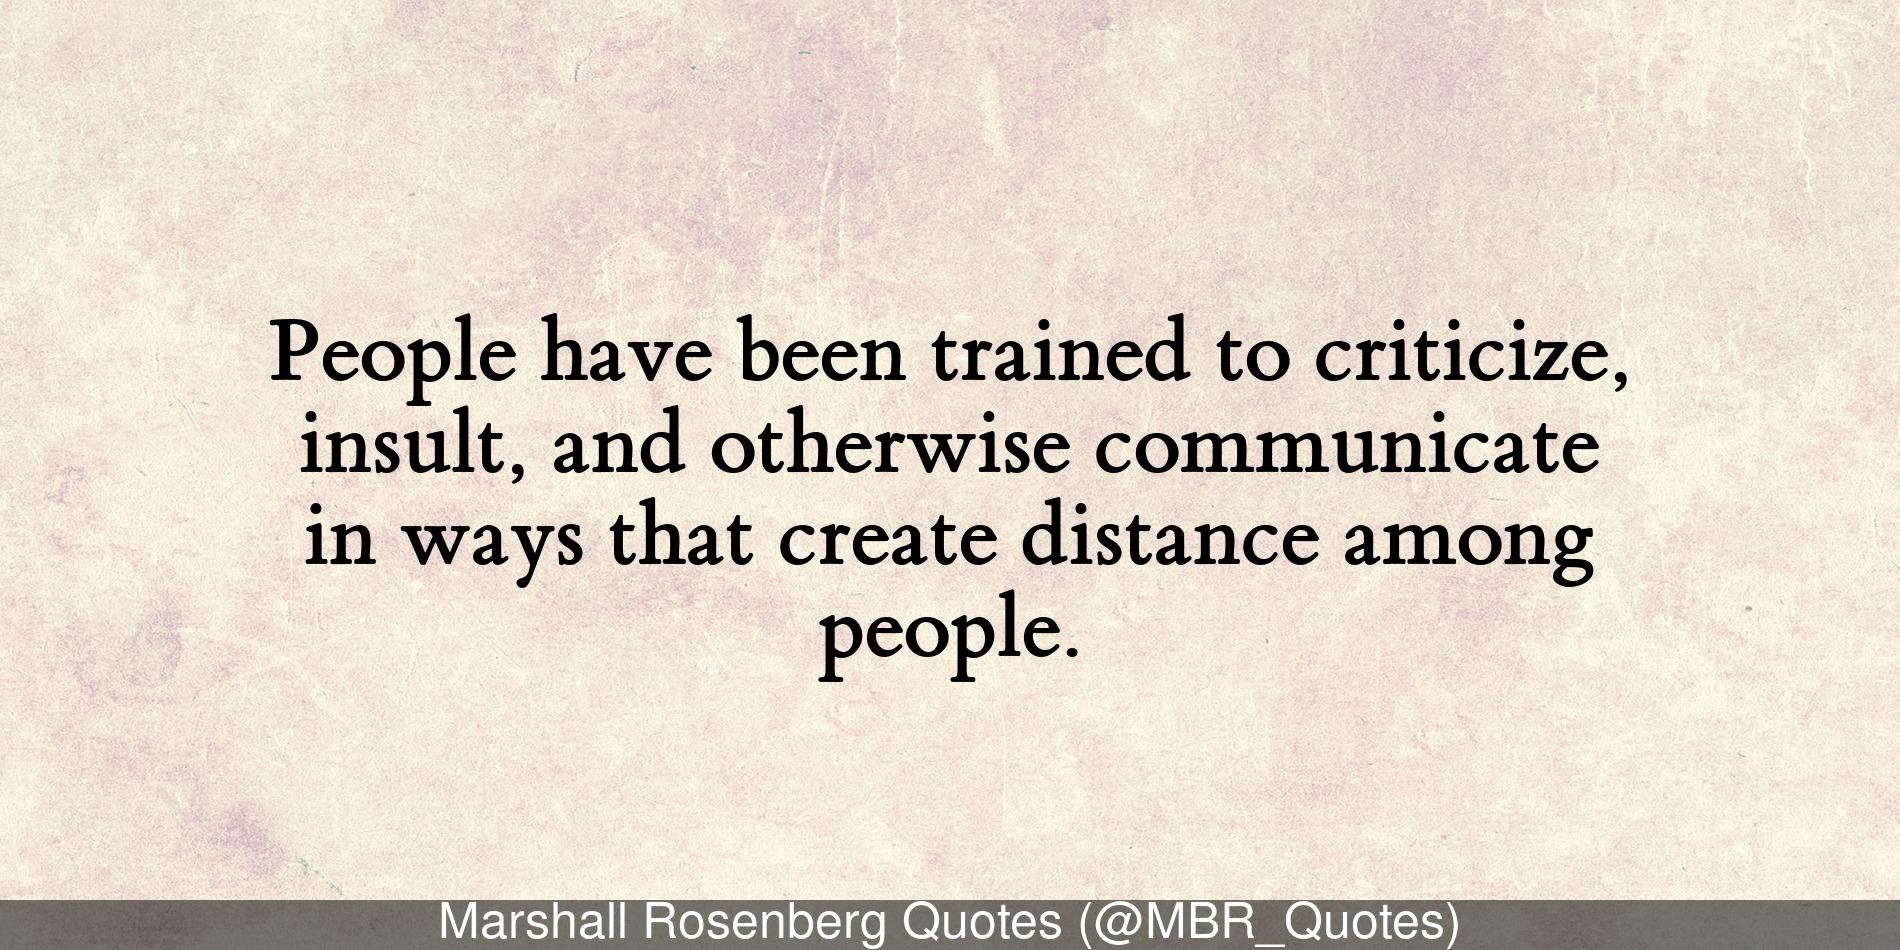 People have been trained to criticize,
insult, and otherwise communicate
in ways that create distance among
people.
Marshall Rosenberg Quotes (@MBR_Quotes)